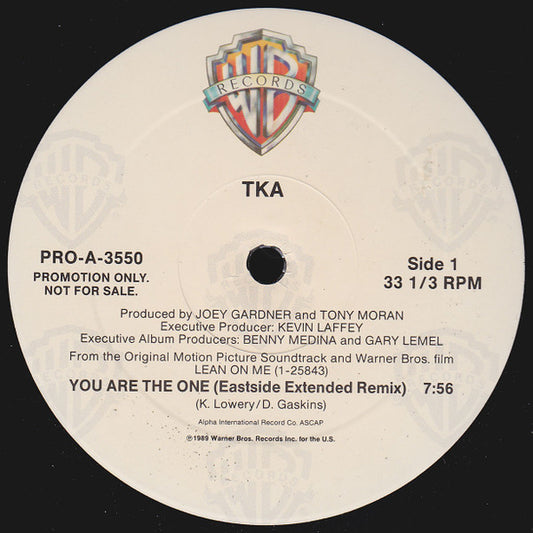 RECORDS
TKA
PRO-A-3550
PROMOTION ONLY.
NOT FOR SALE.
Side 1
33 1/3 RPM
Produced by JOEY GARDNER and TONY MORAN
Executive Producer: KEVIN LAFFEY
Executive Album Producers: BENNY MEDINA and GARY LEMEL
From the Original Motion Picture Soundtrack and Warner Bros. film
LEAN ON ME (1-25843)
YOU ARE THE ONE (Eastside Extended Remix) 7:56
(K. Lowery/D. Gaskins)
Alpha International Record Co. ASCAP
℗1989 Warner Bros. Records Inc. for the U.S.